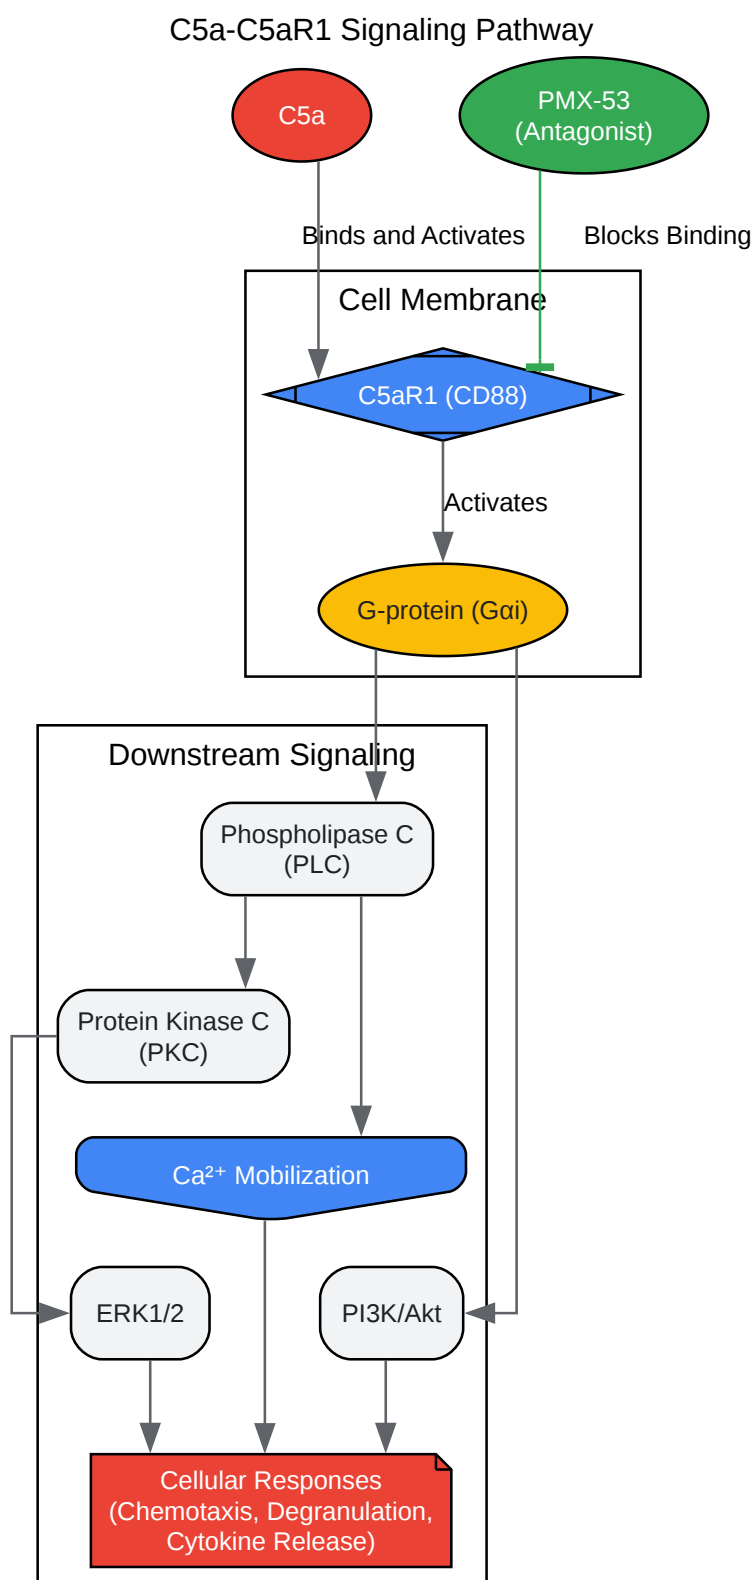 C5a-C5aR1 Signaling Pathway
C5a
PMX-53
(Antagonist)
Binds and Activates
Blocks Binding
Cell Membrane
C5aR1 (CD88)
Activates
G-protein (Gαi)
Downstream Signaling
Phospholipase C
(PLC)
Protein Kinase C
(PKC)
Ca²⁺ Mobilization
ERK1/2
PI3K/Akt
Cellular Responses
(Chemotaxis, Degranulation,
Cytokine Release)